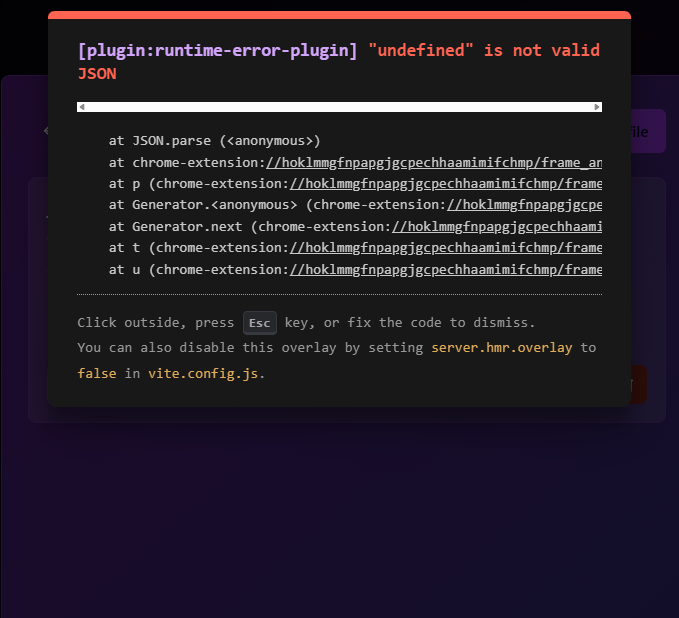 [plugin:runtime-error-plugin] "undefined" is not valid
JSON
at JSON.parse (<anonymous>)
at chrome-extension://hoklmmgfnpapgjgcpechhaamimifchmp/frame_an
at p (chrome-extension://hoklmmgfnpapgjgcpechhaamimifchmp/frame
at Generator.<anonymous> (chrome-extension://hoklmmgfnpapgjgcpe
at Generator.next (chrome-extension://hoklmmgfnpapgjgcpechhaami
at t (chrome-extension://hoklmmgfnpapgjgcpechhaamimifchmp/frame
at u (chrome-extension://hoklmmgfnpapgjgcpechhaamimifchmp/frame
Click outside, press Esc key, or fix the code to dismiss.
You can also disable this overlay by setting server.hmr.overlay to
false in vite.config.js.